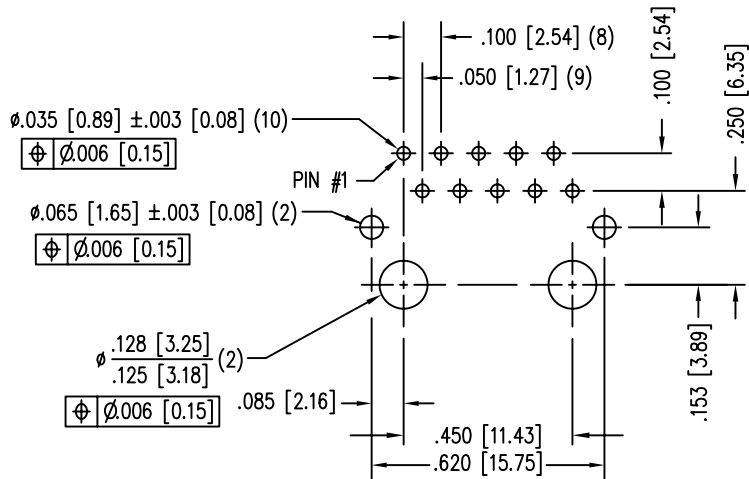 .100 [2.54] (8)
.050 [1.27] (9)
.100 [2.54]
.250 [6.35]
ø.035 [0.89] ±.003 [0.08] (10)
⌖ Ø.006 [0.15]
PIN #1
ø.065 [1.65] ±.003 [0.08] (2)
⌖ Ø.006 [0.15]
ø .128 [3.25]
.125 [3.18] (2)
⌖ Ø.006 [0.15]
.085 [2.16]
.153 [3.89]
.450 [11.43]
.620 [15.75]